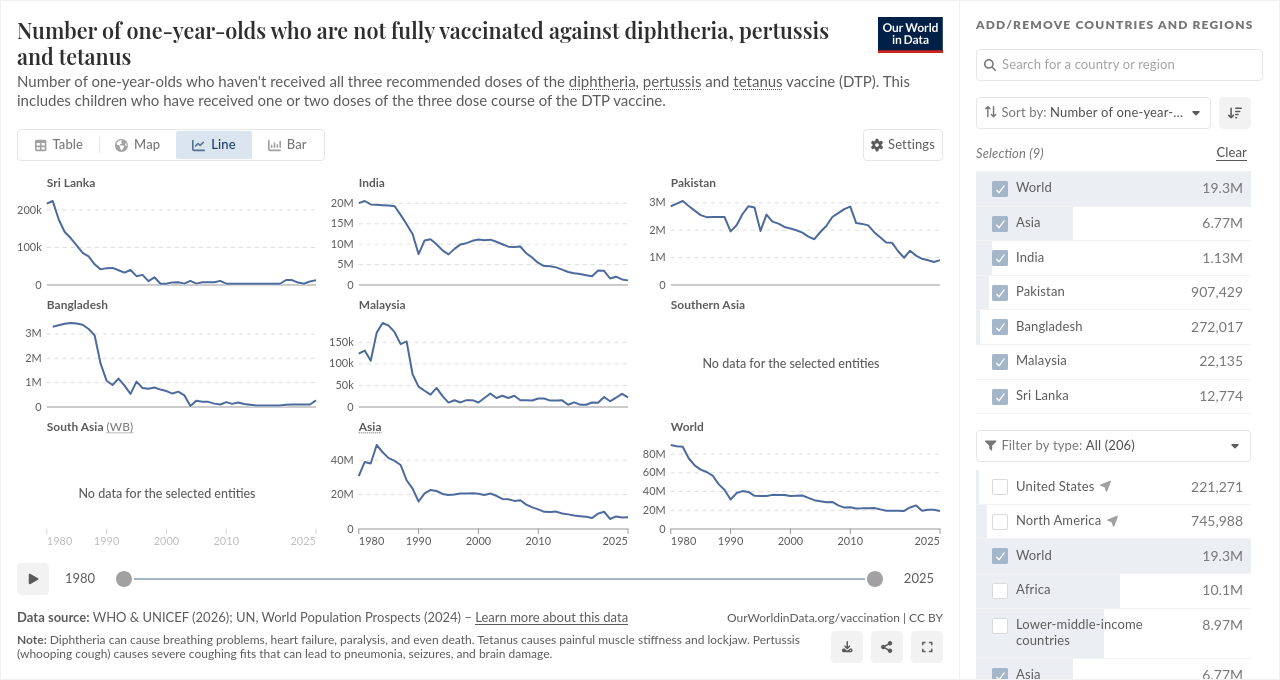 Number of one-year-olds who are not fully vaccinated against diphtheria, pertussis
and tetanus
Number of one-year-olds who haven't received all three recommended doses of the diphtheria, pertussis and tetanus vaccine (DTP). This
includes children who have received one or two doses of the three dose course of the DTP vaccine.
Our World
in Data
Table
Map
Line
Bar
Settings
Sri Lanka
200k
100k
0
India
20M
15M
10M
5M
0
Pakistan
3M
2M
1M
0
Bangladesh
3M
2M
1M
0
Malaysia
150k
100k
50k
0
Southern Asia
No data for the selected entities
South Asia (WB)
No data for the selected entities
1980 1990 2000 2010 2025
Asia
40M
20M
0
1980 1990 2000 2010 2025
World
80M
60M
40M
20M
0
1980 1990 2000 2010 2025
1980
2025
Data source: WHO & UNICEF (2026); UN, World Population Prospects (2024) – Learn more about this data
OurWorldinData.org/vaccination | CC BY
Note: Diphtheria can cause breathing problems, heart failure, paralysis, and even death. Tetanus causes painful muscle stiffness and lockjaw. Pertussis
(whooping cough) causes severe coughing fits that can lead to pneumonia, seizures, and brain damage.
ADD/REMOVE COUNTRIES AND REGIONS
Search for a country or region
Sort by: Number of one-year-...
Selection (9)
Clear
World 19.3M
Asia 6.77M
India 1.13M
Pakistan 907,429
Bangladesh 272,017
Malaysia 22,135
Sri Lanka 12,774
Filter by type: All (206)
United States 221,271
North America 745,988
World 19.3M
Africa 10.1M
Lower-middle-income
countries 8.97M
Asia 6.77M